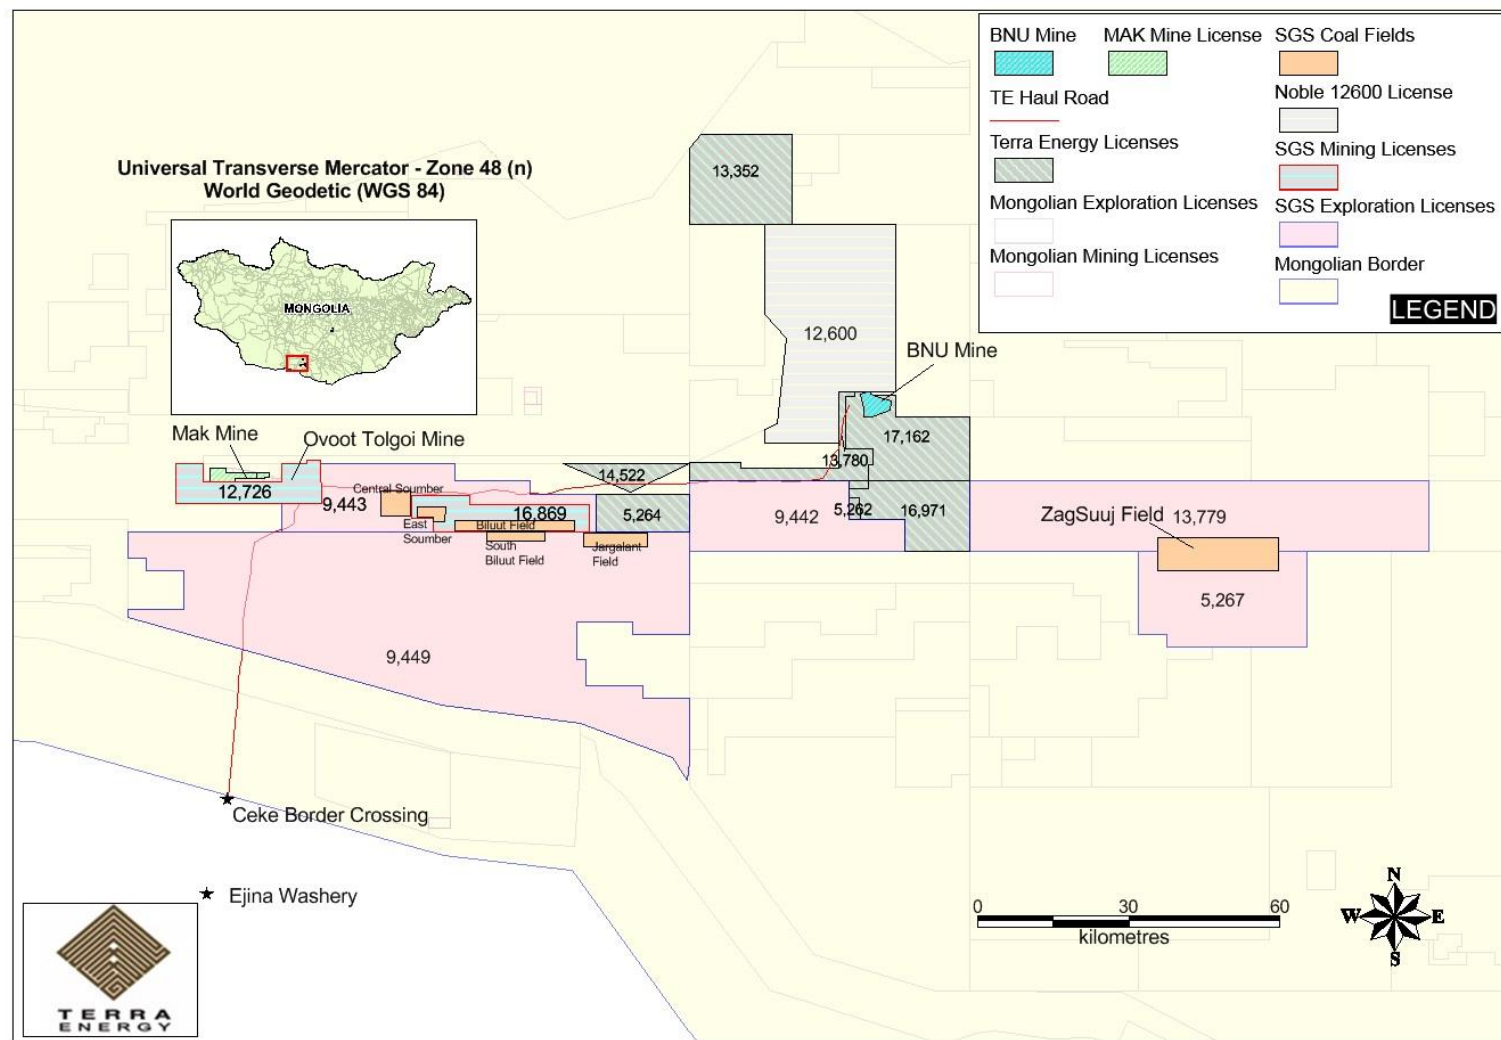 BNU Mine
MAK Mine License
SGS Coal Fields
TE Haul Road
Noble 12600 License
Terra Energy Licenses
SGS Mining Licenses
Mongolian Exploration Licenses
SGS Exploration Licenses
Mongolian Mining Licenses
Mongolian Border
LEGEND
Universal Transverse Mercator - Zone 48 (n)
World Geodetic (WGS 84)
MONGOLIA
13,352
12,600
BNU Mine
Mak Mine
Ovoot Tolgoi Mine
17,162
13,780
14,522
12,726
9,443
Central Soumber
16,869
5,264
9,442
5,262
16,971
13,779
ZagSuuj Field
East
Soumber
Biluut Field
South
Biluut Field
Jargalant
Field
5,267
9,449
Ceke Border Crossing
Ejina Washery
0 30 60
kilometres
N
W E
S
TERRA
ENERGY